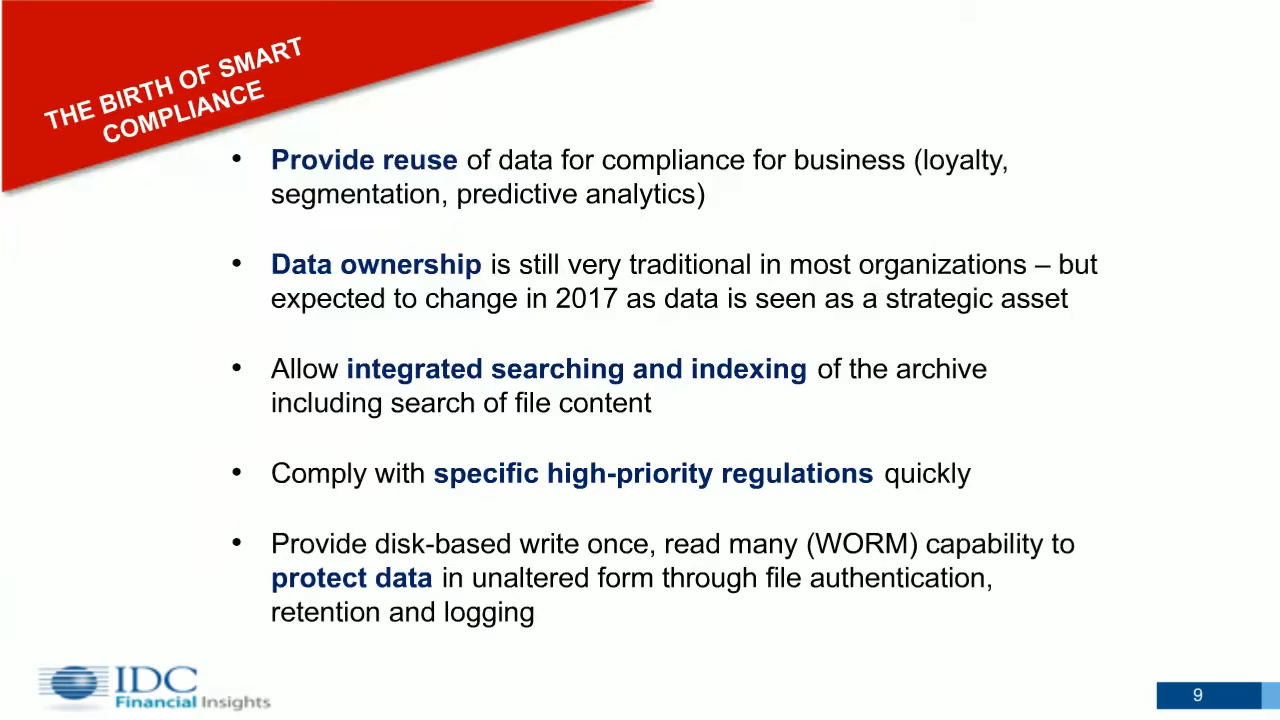 THE BIRTH OF SMART
COMPLIANCE
• Provide reuse of data for compliance for business (loyalty,
segmentation, predictive analytics)
• Data ownership is still very traditional in most organizations – but
expected to change in 2017 as data is seen as a strategic asset
• Allow integrated searching and indexing of the archive
including search of file content
• Comply with specific high-priority regulations quickly
• Provide disk-based write once, read many (WORM) capability to
protect data in unaltered form through file authentication,
retention and logging
IDC
Financial Insights
9